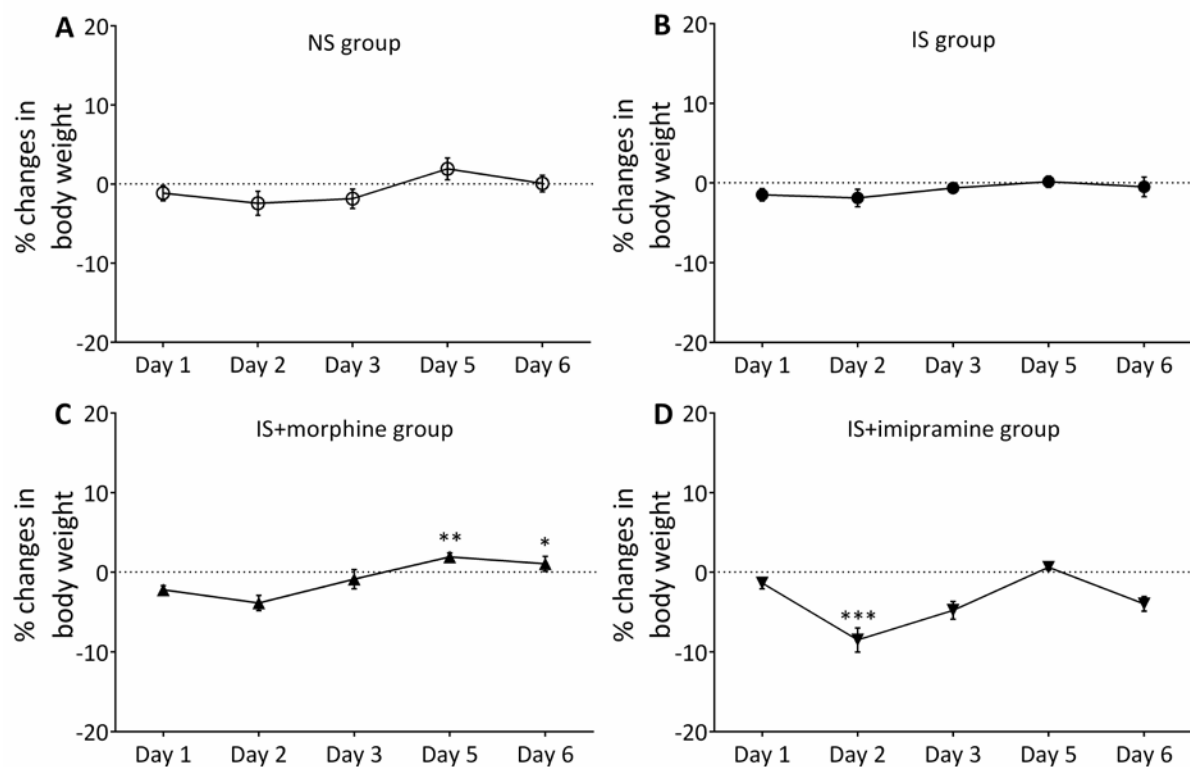 A
NS group
% changes in
body weight
20
10
0
-10
-20
Day 1 Day 2 Day 3 Day 5 Day 6
B
IS group
% changes in
body weight
20
10
0
-10
-20
Day 1 Day 2 Day 3 Day 5 Day 6
C
IS+morphine group
% changes in
body weight
20
10
0
-10
-20
**
*
Day 1 Day 2 Day 3 Day 5 Day 6
D
IS+imipramine group
% changes in
body weight
20
10
0
-10
-20
***
Day 1 Day 2 Day 3 Day 5 Day 6